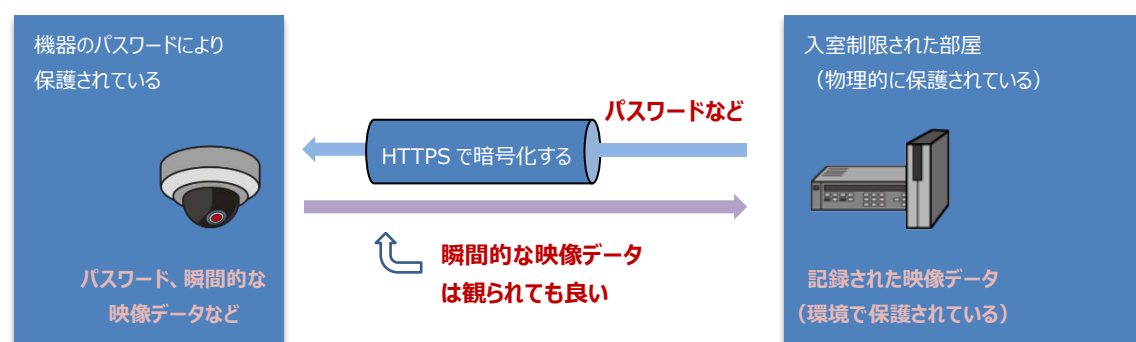 機器のパスワードにより
保護されている
パスワード、瞬間的な
映像データなど
パスワードなど
HTTPS で暗号化する
瞬間的な映像データ
は観られても良い
入室制限された部屋
（物理的に保護されている）
記録された映像データ
（環境で保護されている）